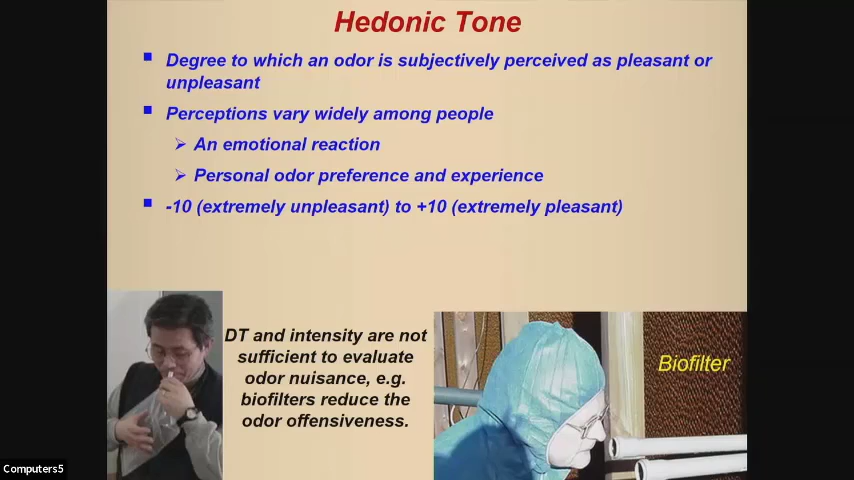 Hedonic Tone
▪ Degree to which an odor is subjectively perceived as pleasant or
unpleasant
▪ Perceptions vary widely among people
➢ An emotional reaction
➢ Personal odor preference and experience
▪ -10 (extremely unpleasant) to +10 (extremely pleasant)
DT and intensity are not
sufficient to evaluate
odor nuisance, e.g.
biofilters reduce the
odor offensiveness.
Biofilter
Computers5